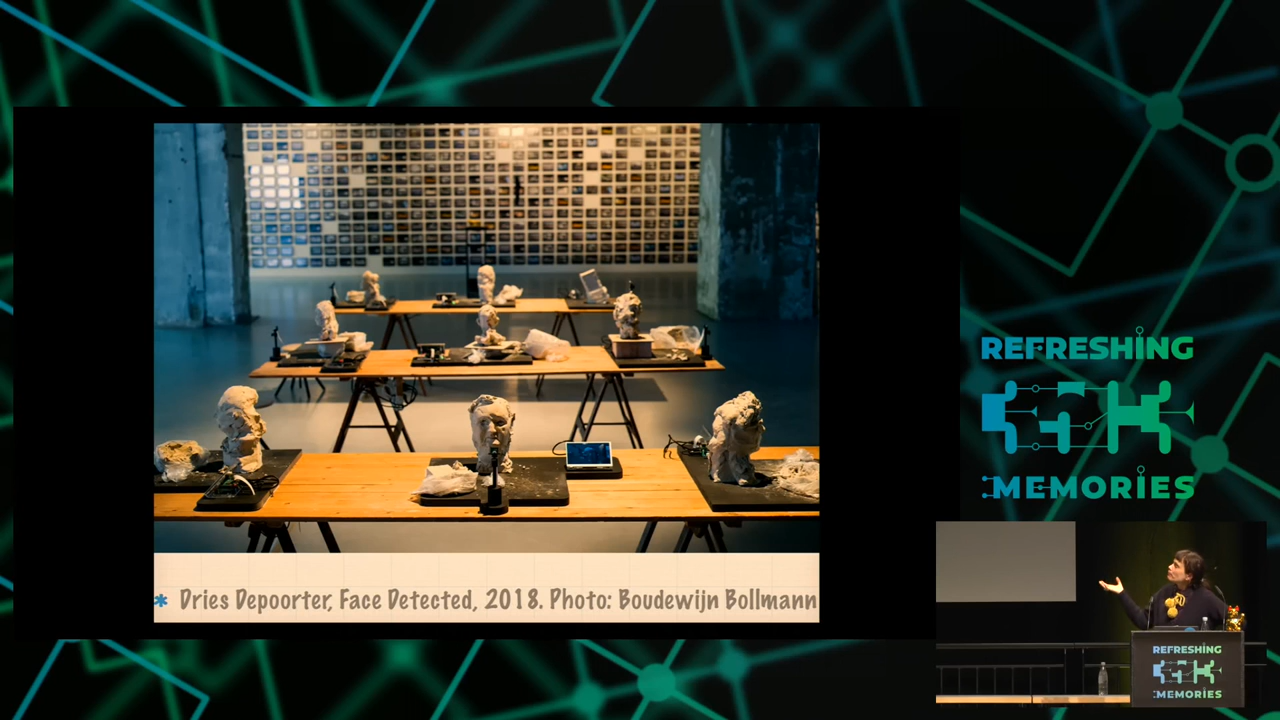 * Dries Depoorter, Face Detected, 2018. Photo: Boudewijn Bollmann
REFRESHING
MEMORIES
REFRESHING
MEMORIES